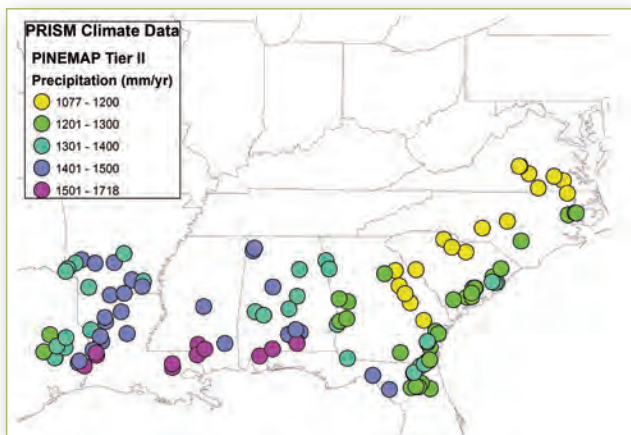 PRISM Climate Data
PINEMAP Tier II
Precipitation (mm/yr)
1077 - 1200
1201 - 1300
1301 - 1400
1401 - 1500
1501 - 1718